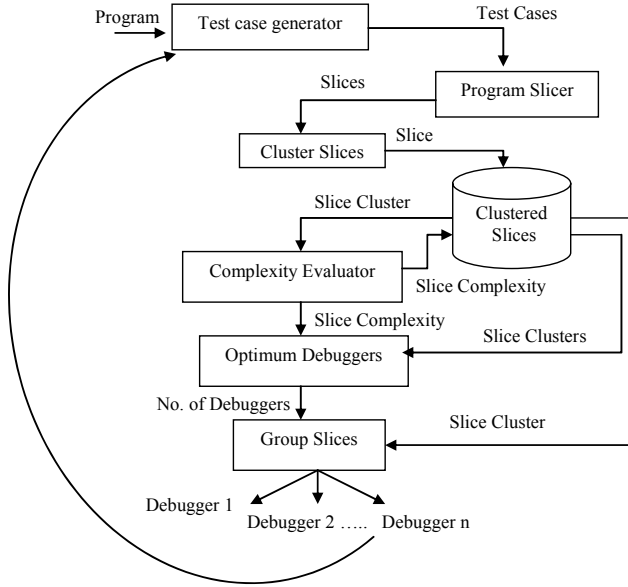 Program
Test case generator
Test Cases
Slices
Program Slicer
Cluster Slices
Slice
Slice Cluster
Clustered
Slices
Complexity Evaluator
Slice Complexity
Slice Complexity
Optimum Debuggers
Slice Clusters
No. of Debuggers
Group Slices
Slice Cluster
Debugger 1
Debugger 2 …..
Debugger n